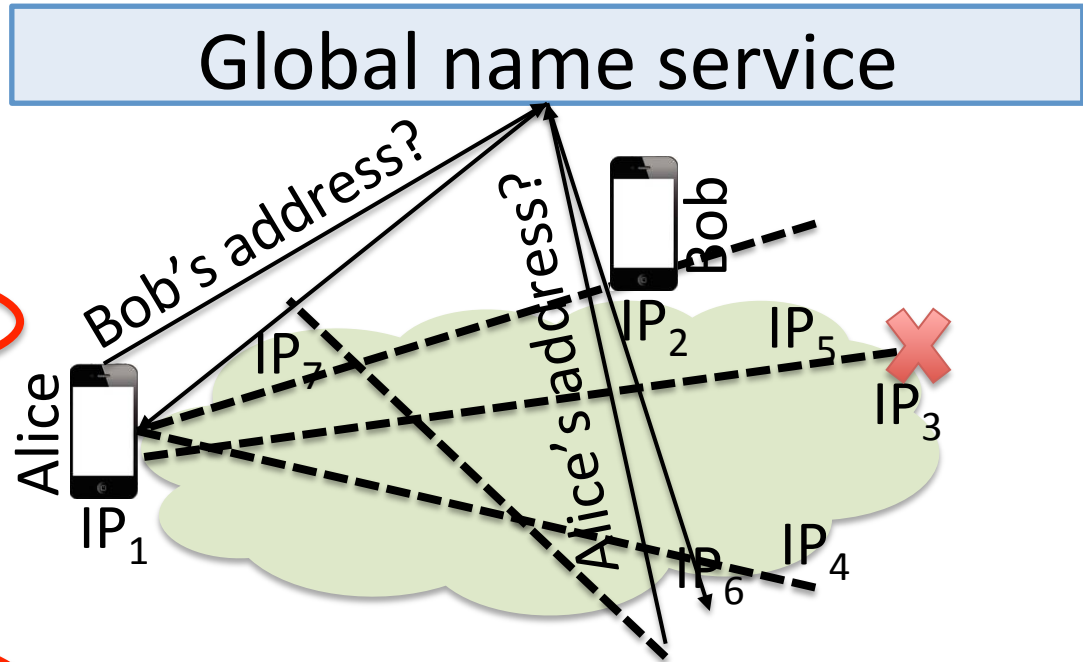 Global name service
Bob's address?
Alice's address?
Bob
IP₂
IP₅
IP₇
IP₃
Alice
IP₁
IP₄
IP₆